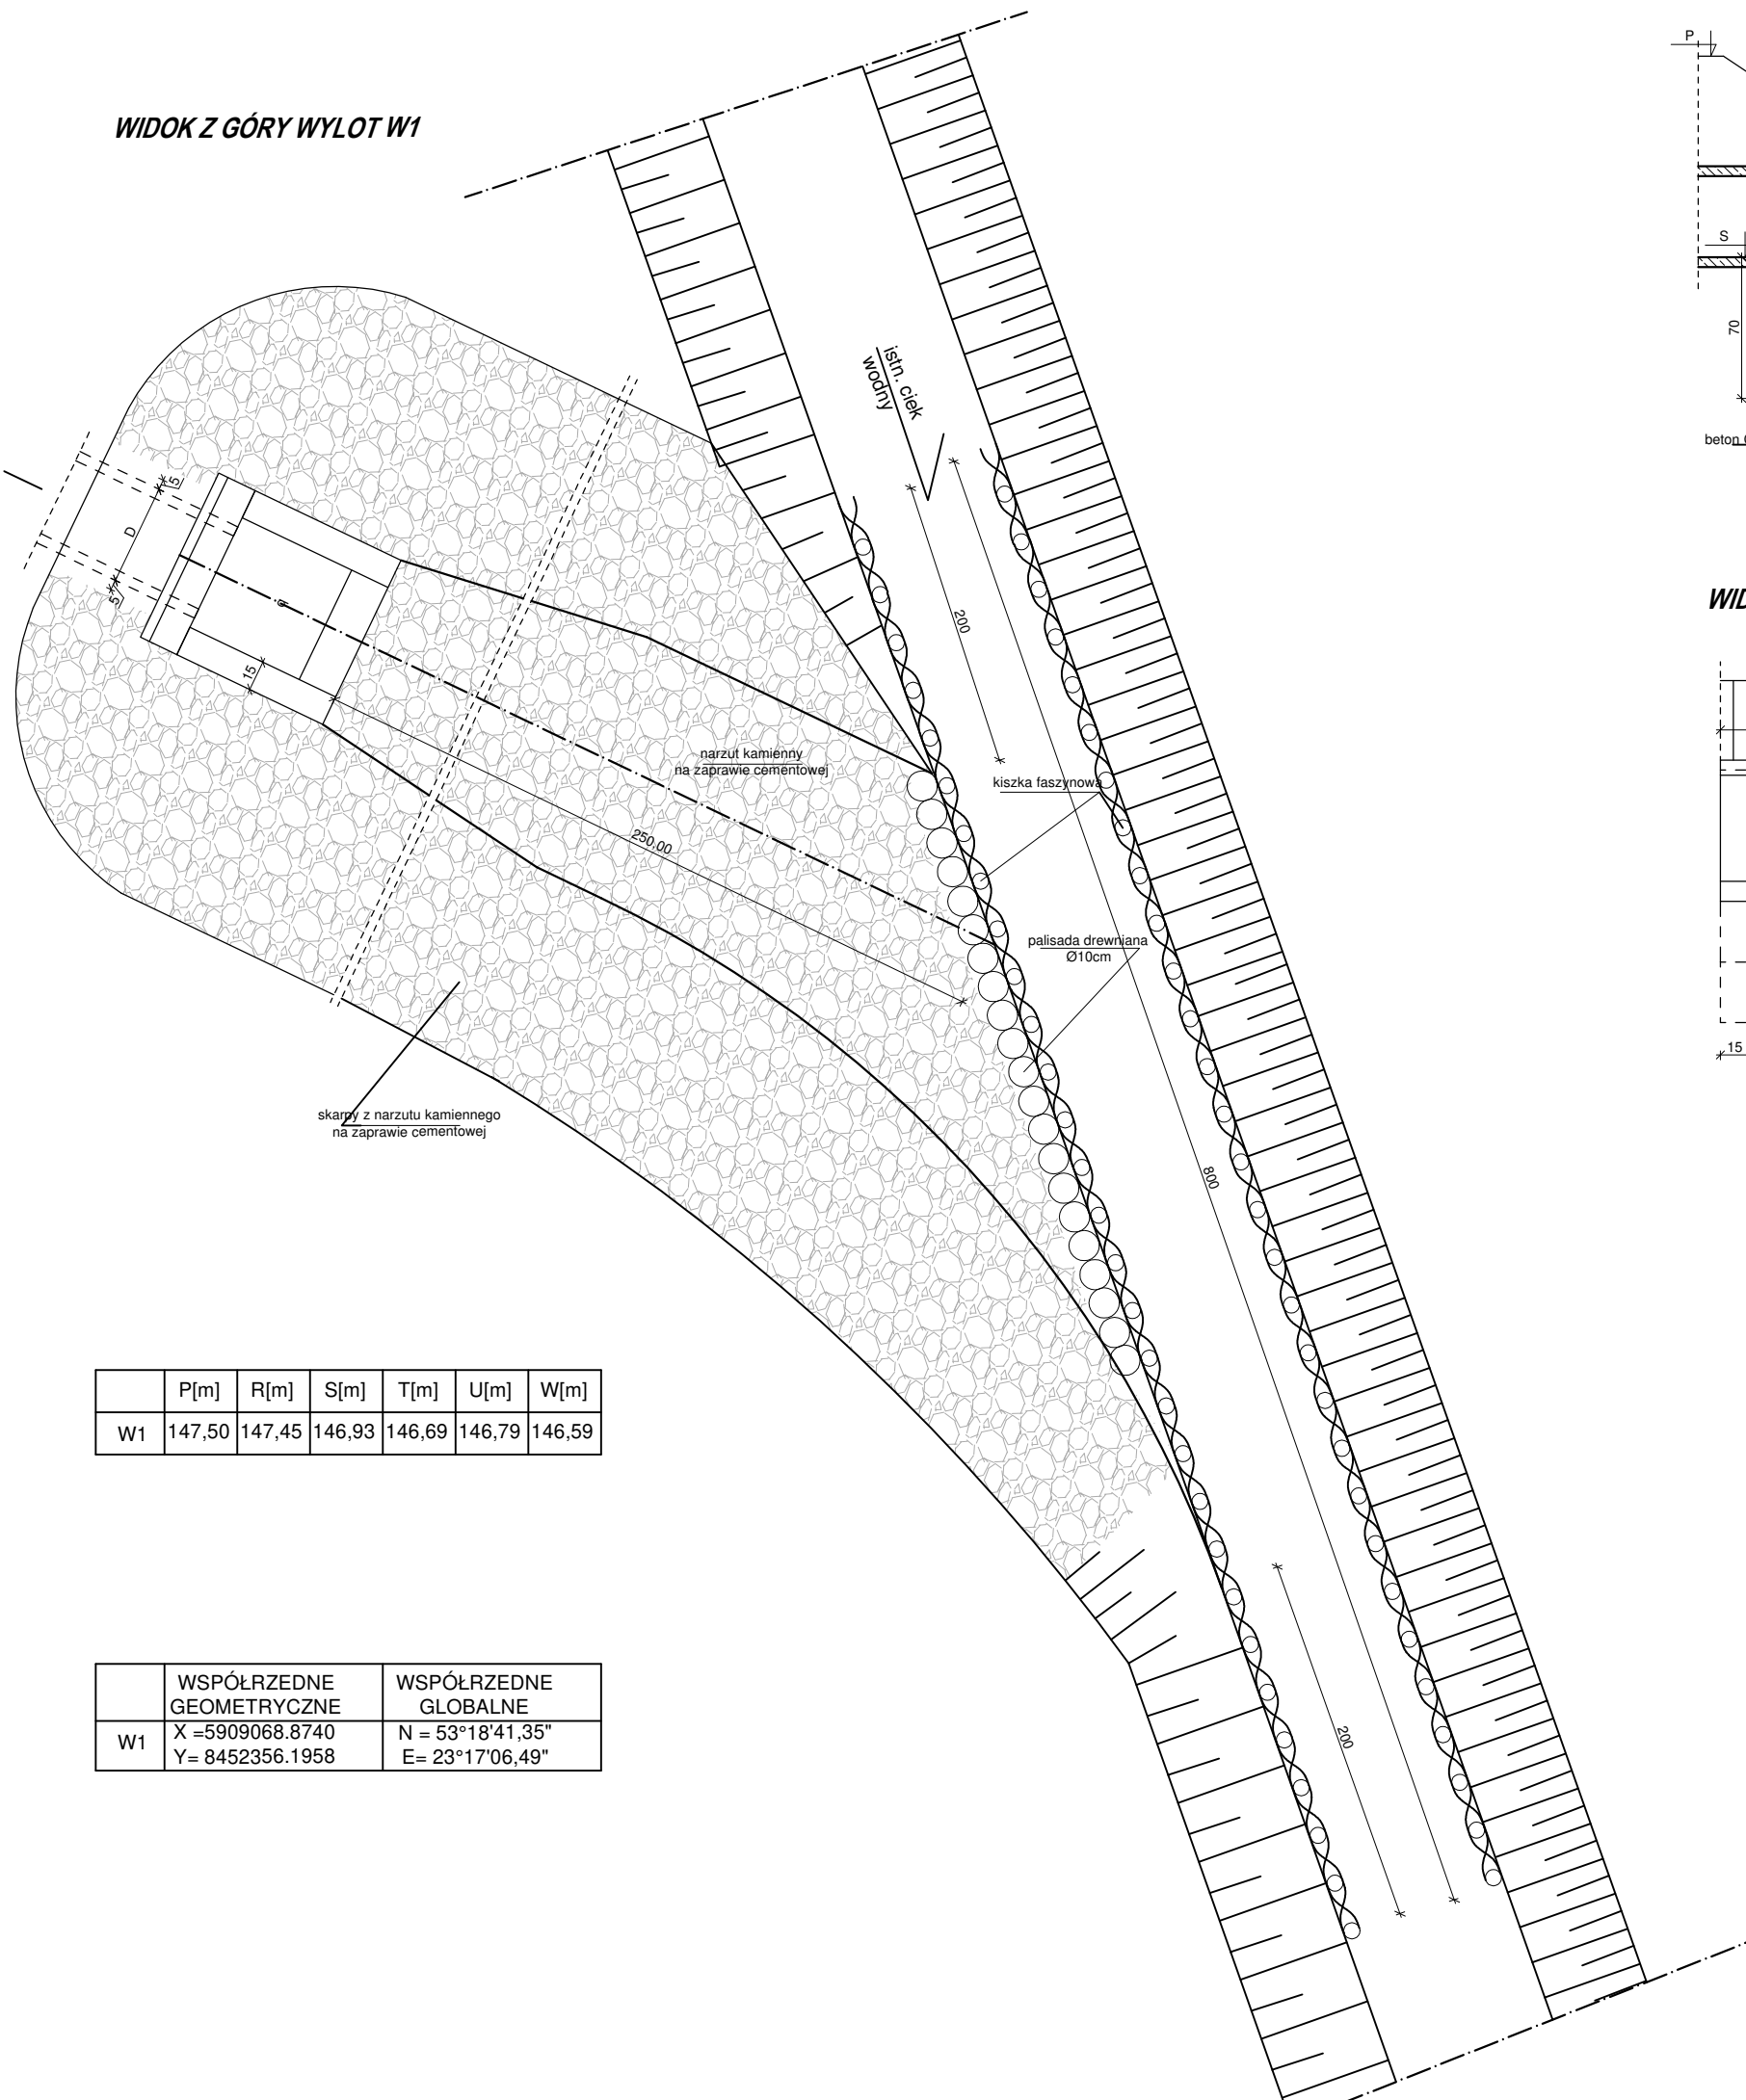 WIDOK Z GÓRY WYLOT W1
P
S
70
beton
istn. ciek
wodny
5
D
5
15
200
narzut kamienny
na zaprawie cementowej
kiszka faszynowa
250,00
palisada drewniana
Ø10cm
15
skarpy z narzutu kamiennego
na zaprawie cementowej
800
P[m] R[m] S[m] T[m] U[m] W[m]
W1 147,50 147,45 146,93 146,69 146,79 146,59
200
WSPÓŁRZEDNE WSPÓŁRZEDNE
GEOMETRYCZNE GLOBALNE
W1
X =5909068.8740 N = 53°18'41,35"
Y= 8452356.1958 E= 23°17'06,49"